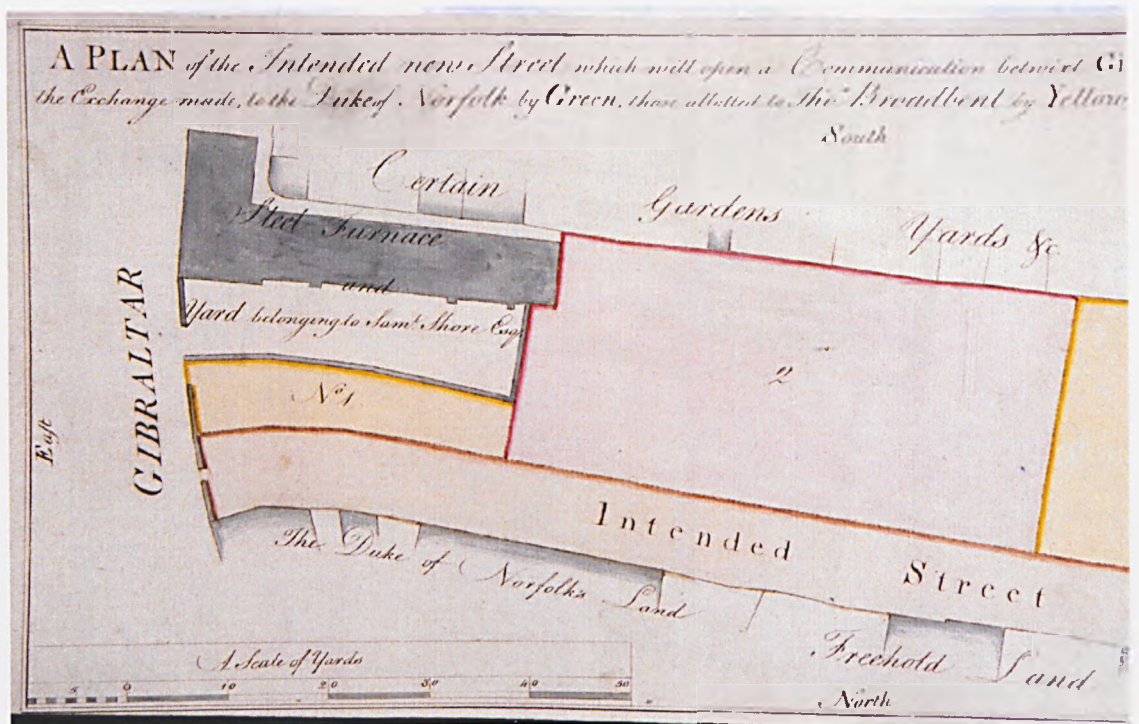 A PLAN of the Intended new Street which will open a Communication betwixt Gi
the Exchange made, to the Duke of Norfolk by Green, those allotted to Thos. Broadbent by Yellow
South
Certain Gardens Yards &c.
Steel Furnace
and
Yard belonging to Saml. Shore Esqr.
GIBRALTAR
East
No. 1
2
Intended Street
The Duke of Norfolks Land
Freehold Land
A Scale of Yards
5 0 10 20 30 40 50
North